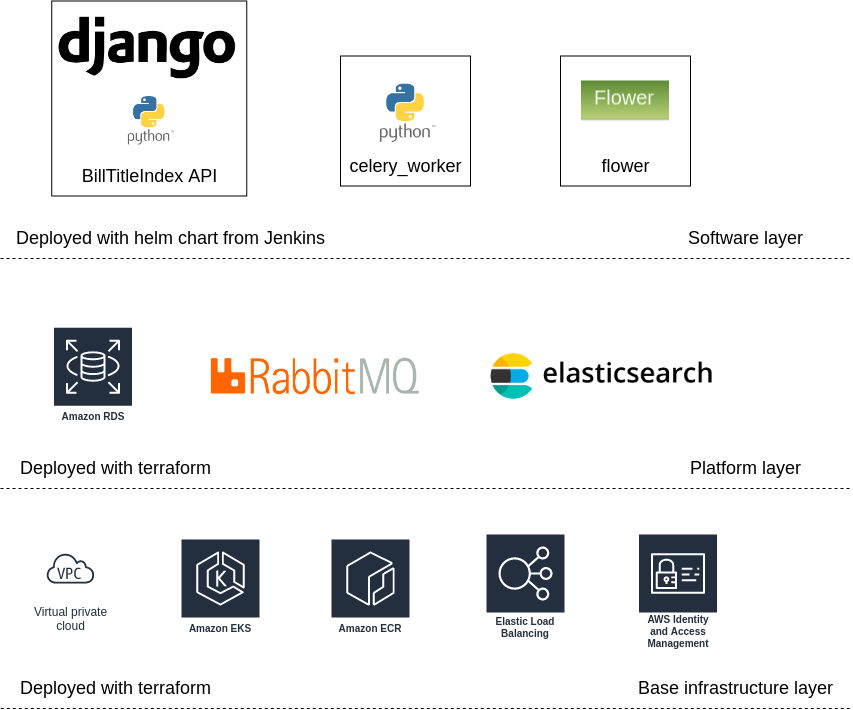 django
python™
BillTitleIndex API
python™
celery_worker
Flower
flower
Deployed with helm chart from Jenkins
Software layer
Amazon RDS
RabbitMQ
elasticsearch
Deployed with terraform
Platform layer
VPC
Virtual private
cloud
K
Amazon EKS
Amazon ECR
Elastic Load
Balancing
AWS Identity
and Access
Management
Deployed with terraform
Base infrastructure layer